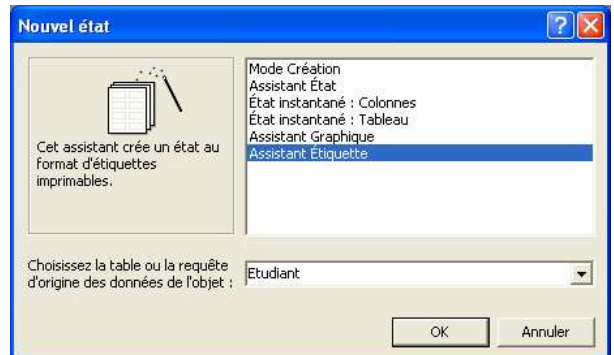 Nouvel état
Cet assistant crée un état au
format d'étiquettes
imprimables.
Mode Création
Assistant État
État instantané : Colonnes
État instantané : Tableau
Assistant Graphique
Assistant Étiquette
Choisissez la table ou la requête
d'origine des données de l'objet :
Etudiant
OK
Annuler